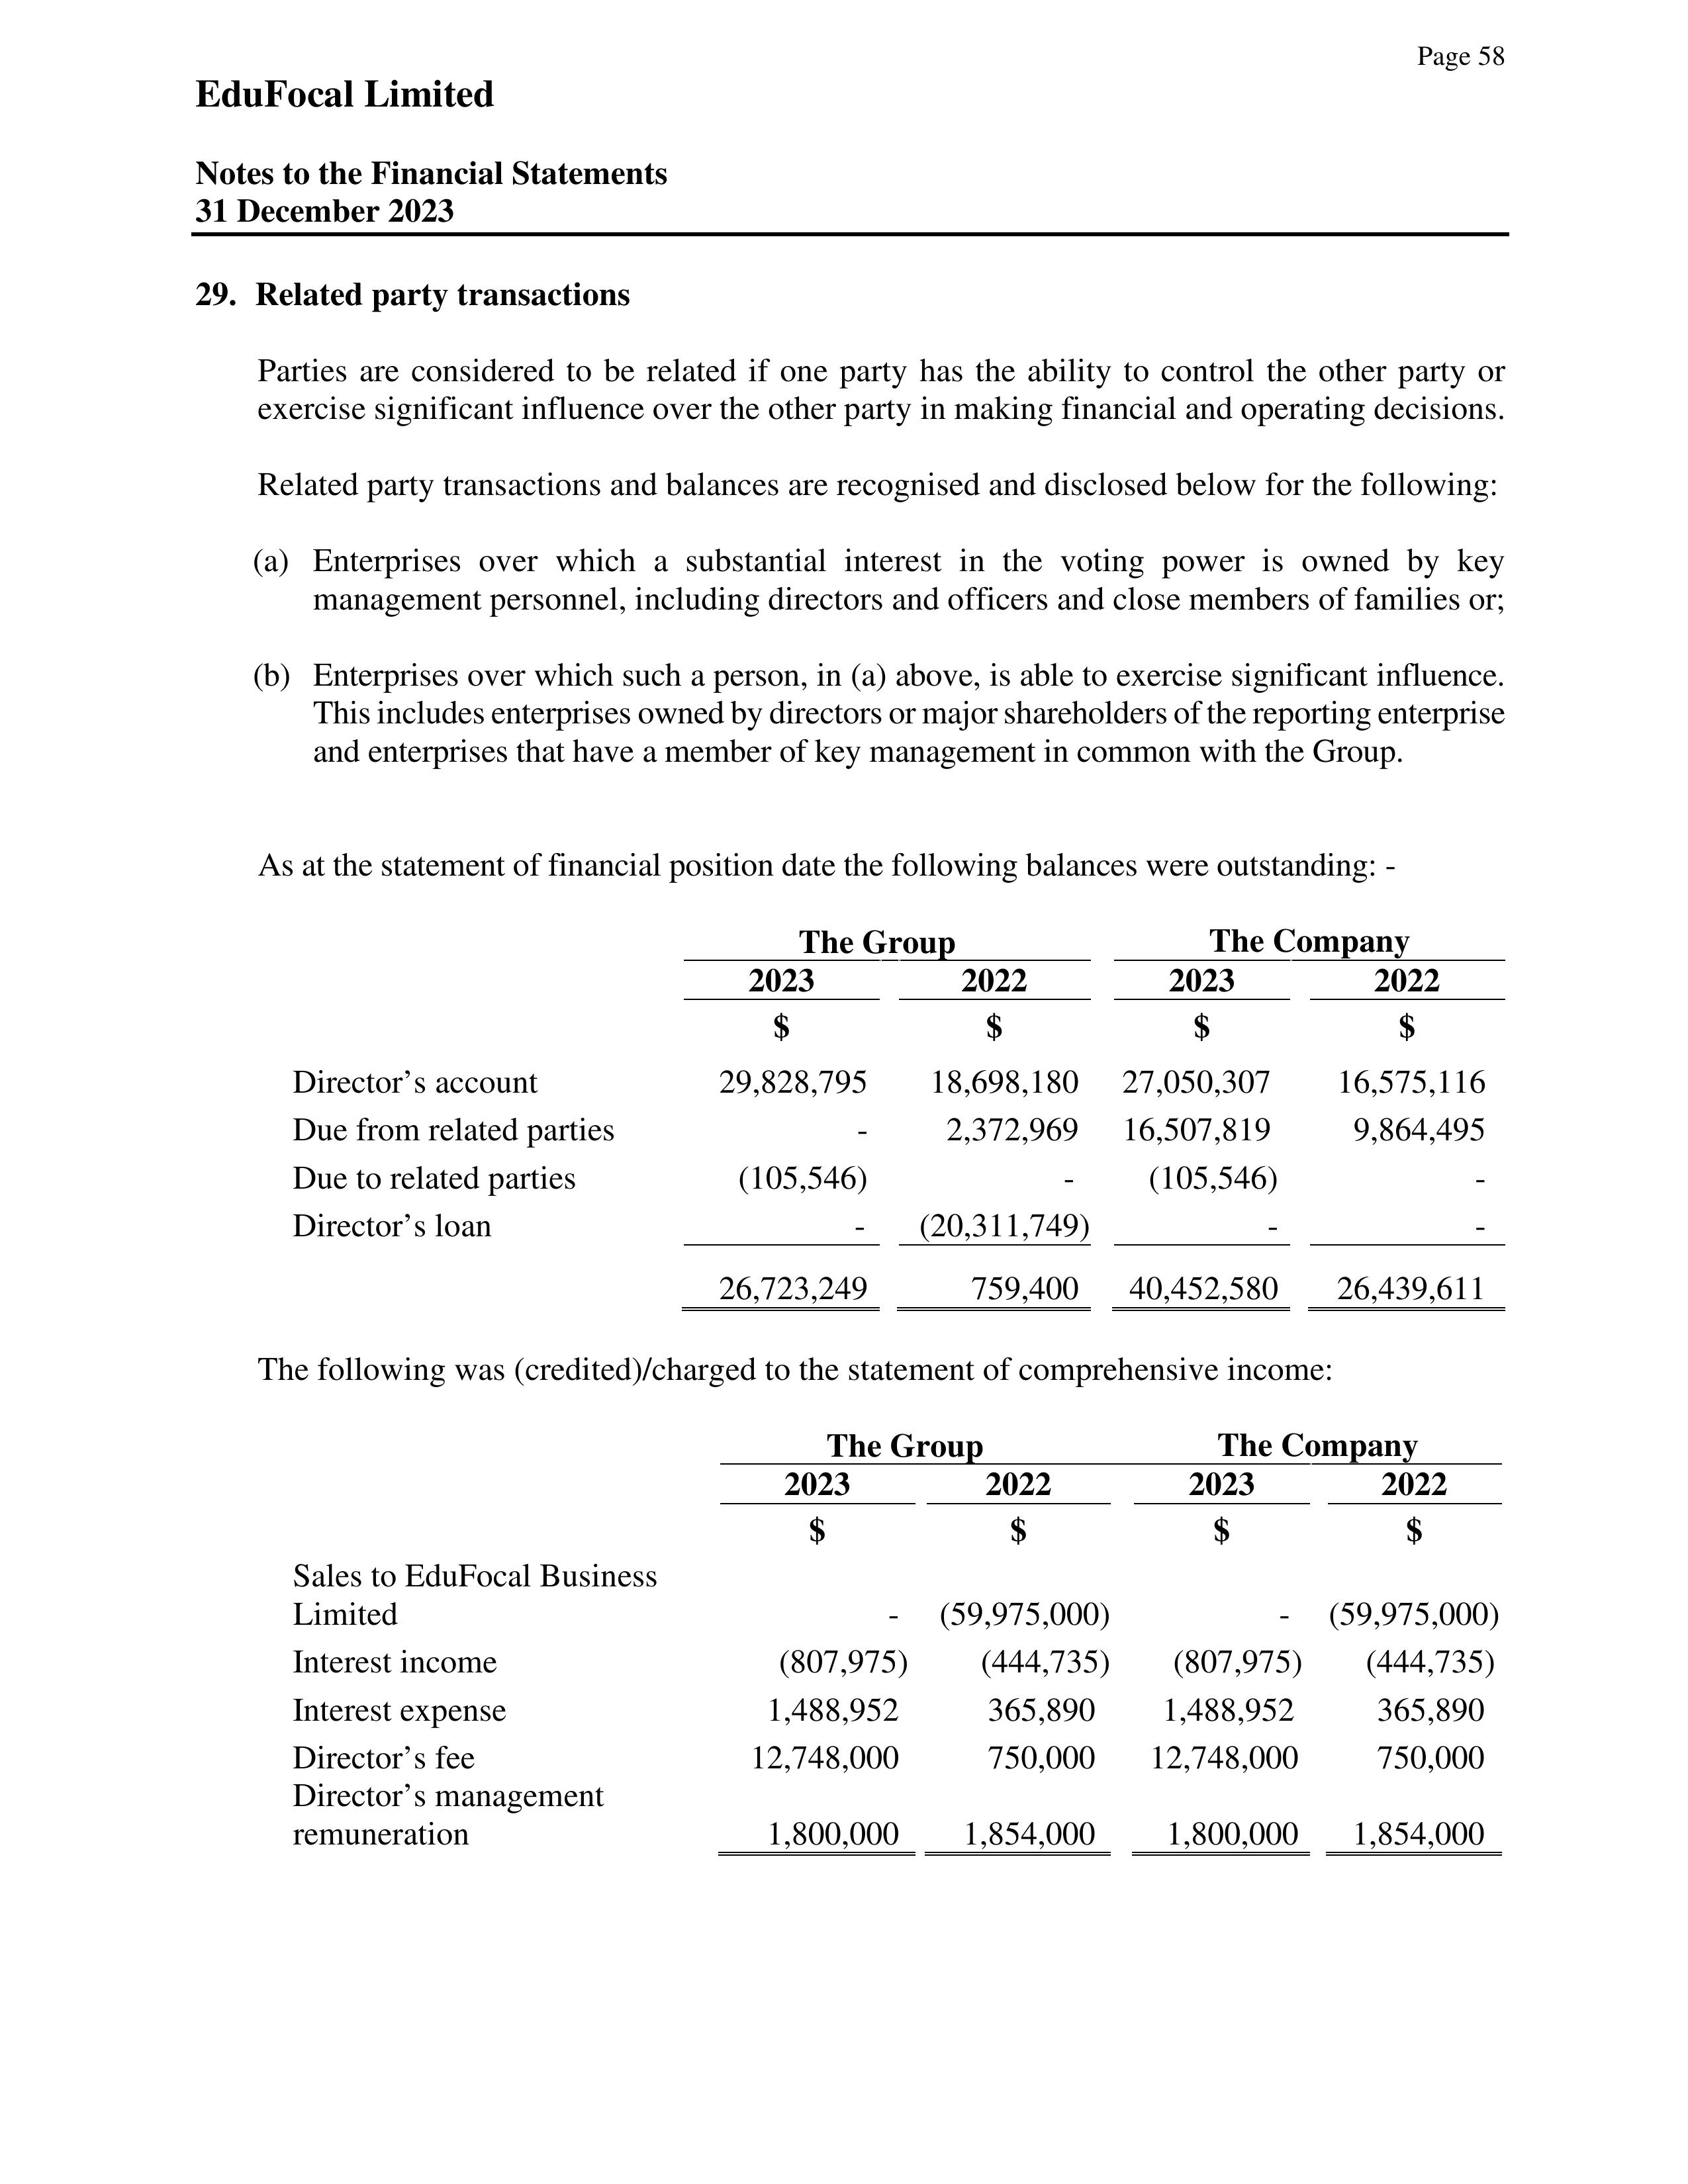 Page 58
EduFocal Limited
Notes to the Financial Statements
31 December 2023
29. Related party transactions
Parties are considered to be related if one party has the ability to control the other party or
exercise significant influence over the other party in making financial and operating decisions.
Related party transactions and balances are recognised and disclosed below for the following:
(a) Enterprises over which a substantial interest in the voting power is owned by key
management personnel, including directors and officers and close members of families or;
(b) Enterprises over which such a person, in (a) above, is able to exercise significant influence.
This includes enterprises owned by directors or major shareholders of the reporting enterprise
and enterprises that have a member of key management in common with the Group.
As at the statement of financial position date the following balances were outstanding: -
The Group The Company
2023 2022 2023 2022
$ $ $ $
Director’s account 29,828,795 18,698,180 27,050,307 16,575,116
Due from related parties - 2,372,969 16,507,819 9,864,495
Due to related parties (105,546) - (105,546) -
Director’s loan - (20,311,749) - -
26,723,249 759,400 40,452,580 26,439,611
The following was (credited)/charged to the statement of comprehensive income:
The Group The Company
2023 2022 2023 2022
$ $ $ $
Sales to EduFocal Business
Limited - (59,975,000) - (59,975,000)
Interest income (807,975) (444,735) (807,975) (444,735)
Interest expense 1,488,952 365,890 1,488,952 365,890
Director’s fee 12,748,000 750,000 12,748,000 750,000
Director’s management
remuneration 1,800,000 1,854,000 1,800,000 1,854,000